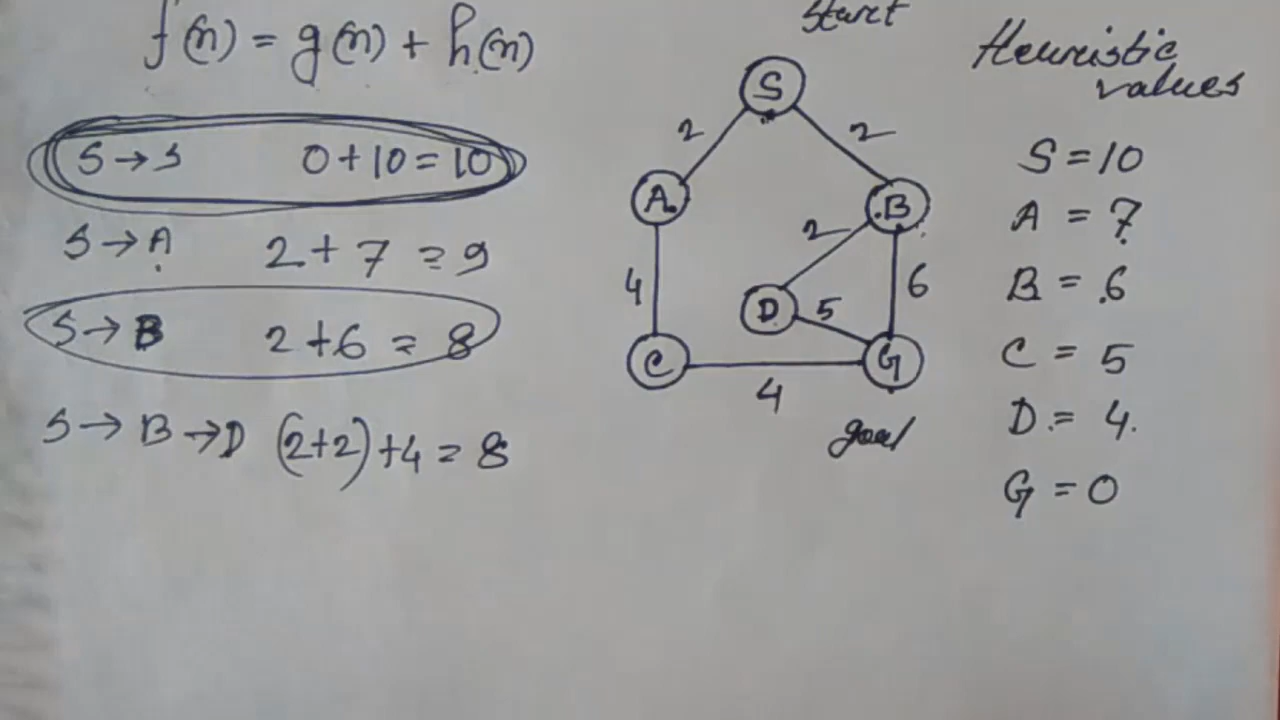 f(n) = g(n) + h(n)
S → S 0 + 10 = 10
S → A 2 + 7 = 9
S → B 2 + 6 = 8
S → B → D (2+2) + 4 = 8
Start
S
2
2
A
B
2
4
6
D
5
C
G
4
goal
Heuristic
values
S = 10
A = 7
B = 6
C = 5
D = 4
G = 0